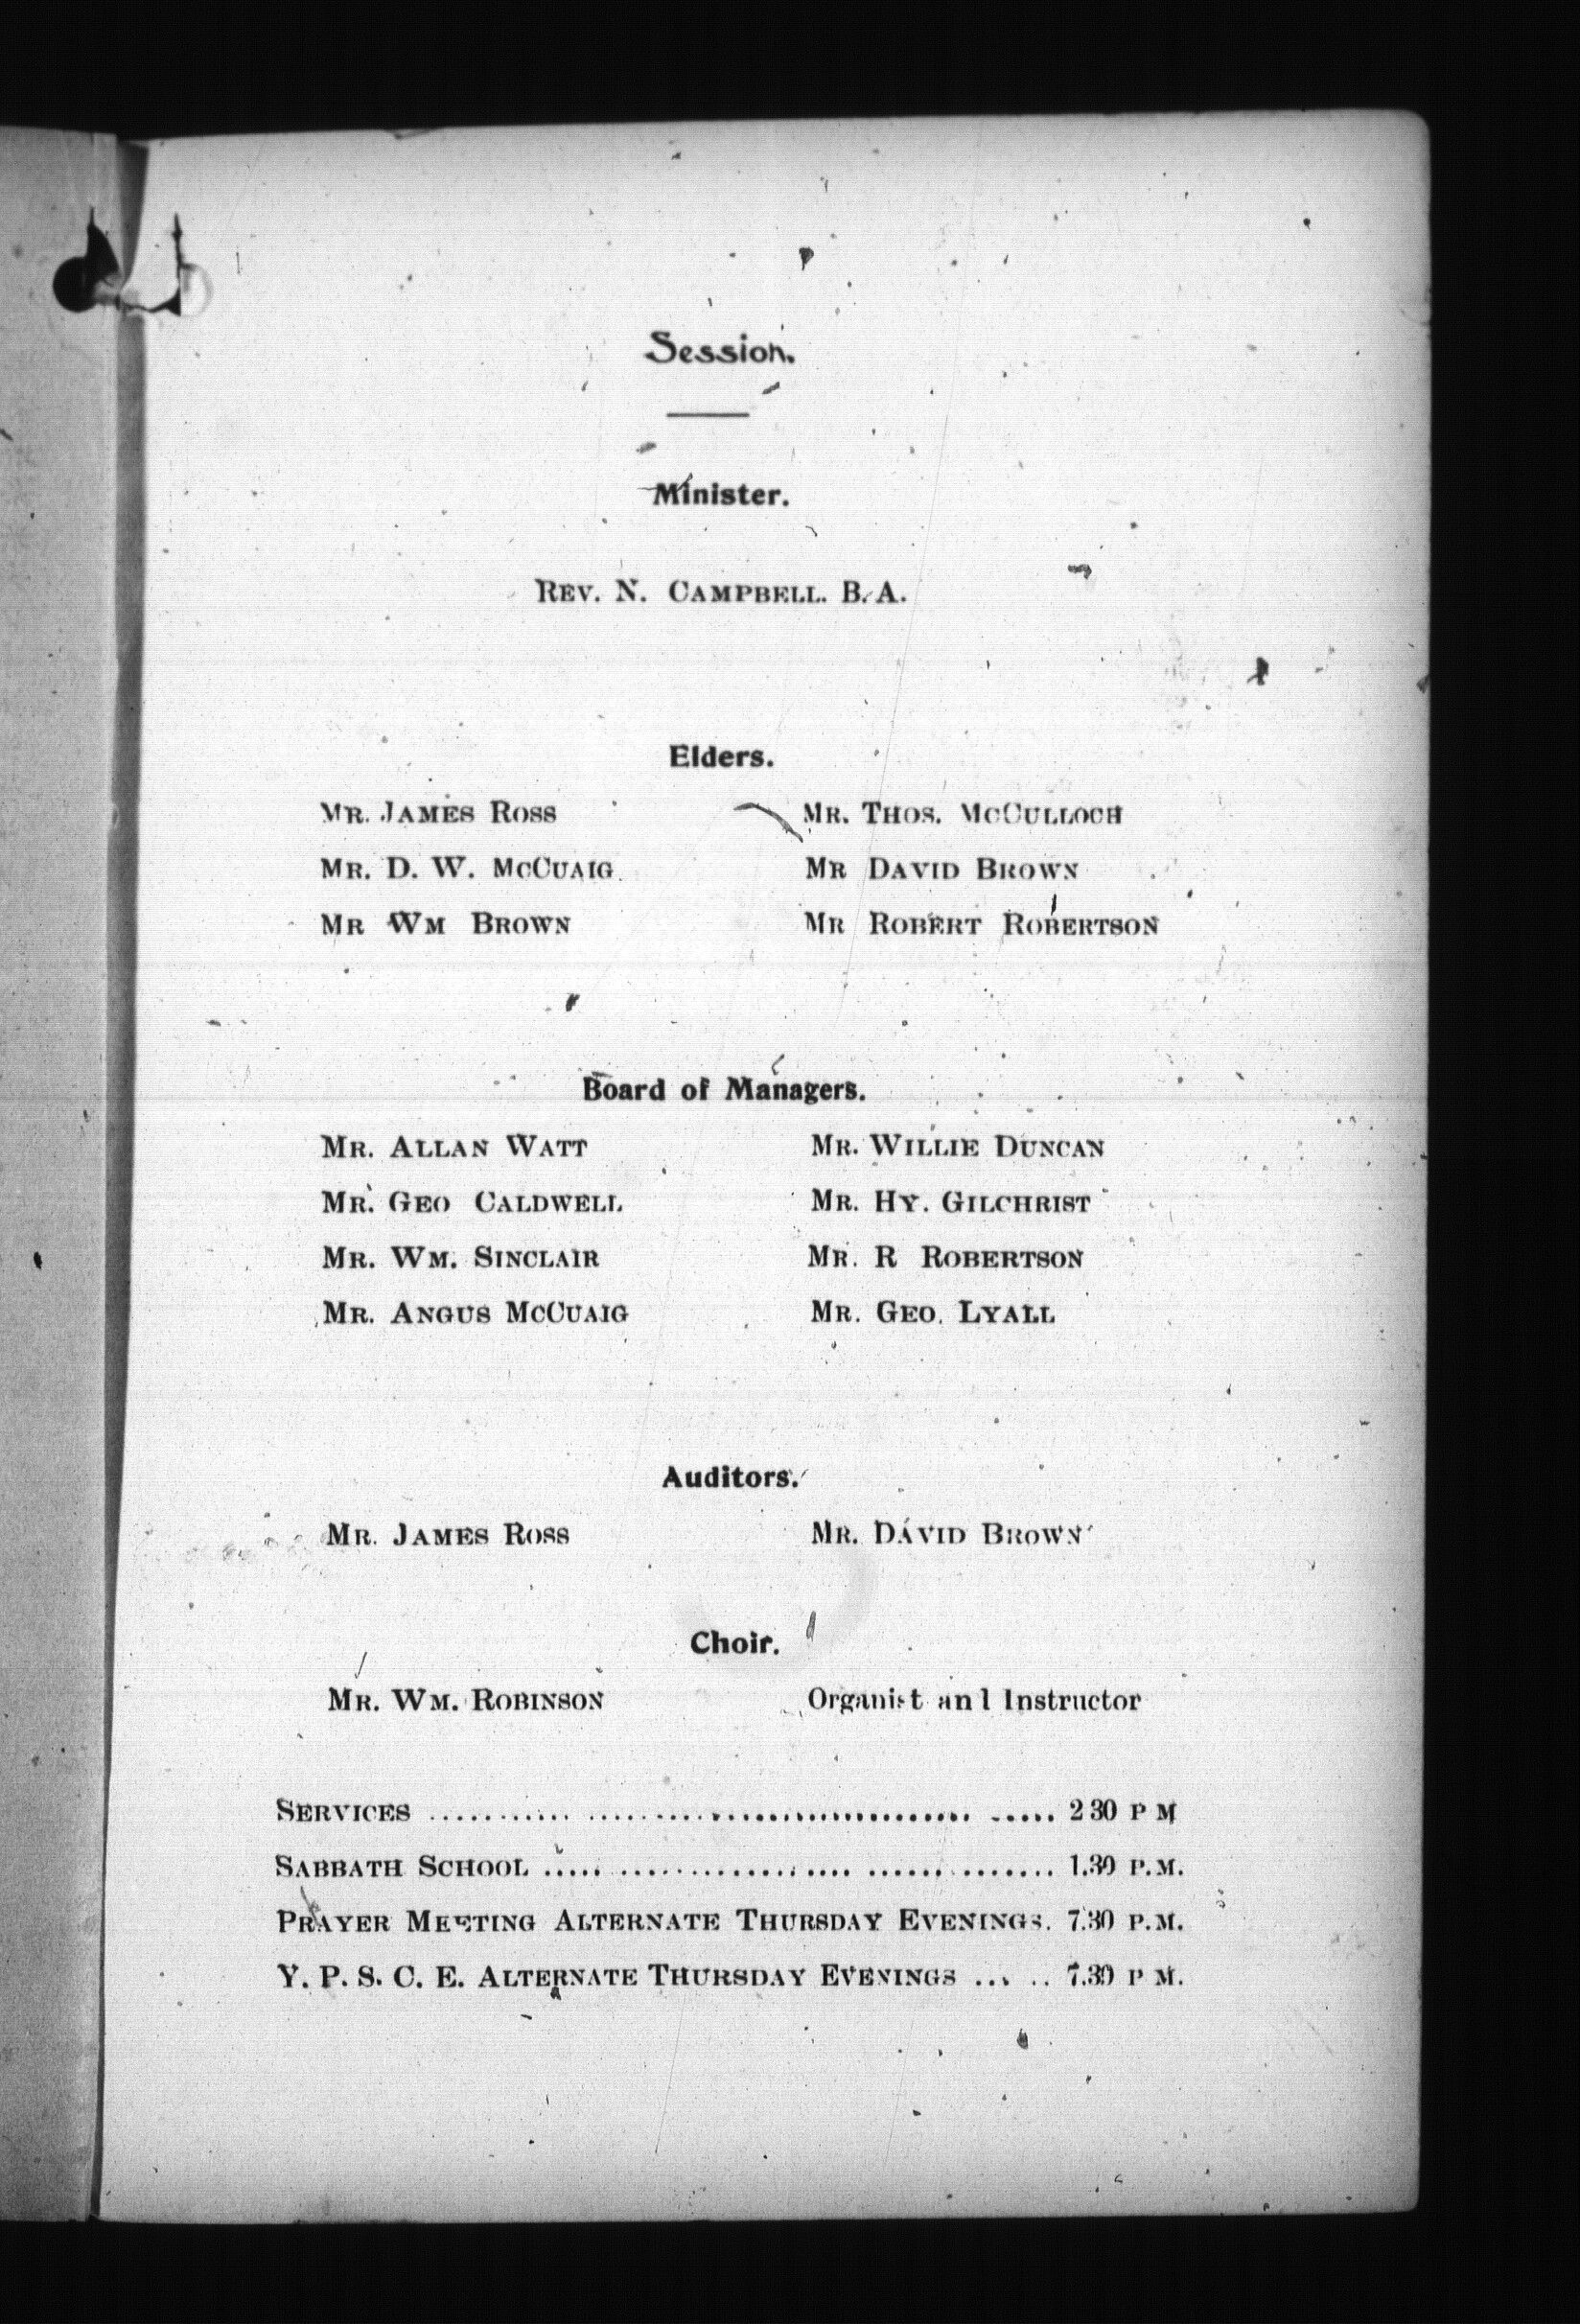 Session.
Minister.
REV. N. CAMPBELL. B. A.
Elders.
MR. JAMES ROSS MR. THOS. MCCULLOCH
MR. D. W. MCCUAIG. MR DAVID BROWN
MR WM BROWN MR ROBERT ROBERTSON
Board of Managers.
MR. ALLAN WATT MR. WILLIE DUNCAN
MR. GEO CALDWELL MR. HY. GILCHRIST
MR. WM. SINCLAIR MR. R ROBERTSON
MR. ANGUS MCCUAIG MR. GEO. LYALL
Auditors.
MR. JAMES ROSS MR. DAVID BROWN
Choir.
MR. WM. ROBINSON Organist and Instructor
SERVICES ........................................ 2 30 P M
SABBATH SCHOOL ........................................ 1.30 P.M.
PRAYER MEETING ALTERNATE THURSDAY EVENINGS. 7.30 P.M.
Y. P. S. C. E. ALTERNATE THURSDAY EVENINGS ... .. 7.30 P M.